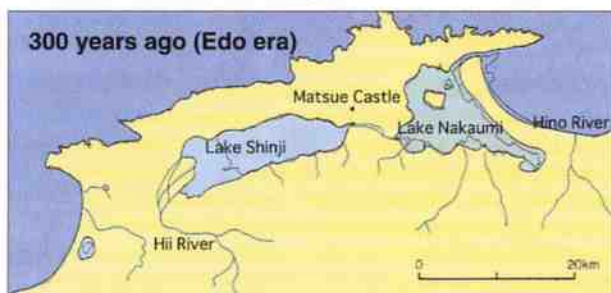 300 years ago (Edo era)
Matsue Castle
Lake Shinji
Lake Nakaumi
Hino River
Hii River
0 20km